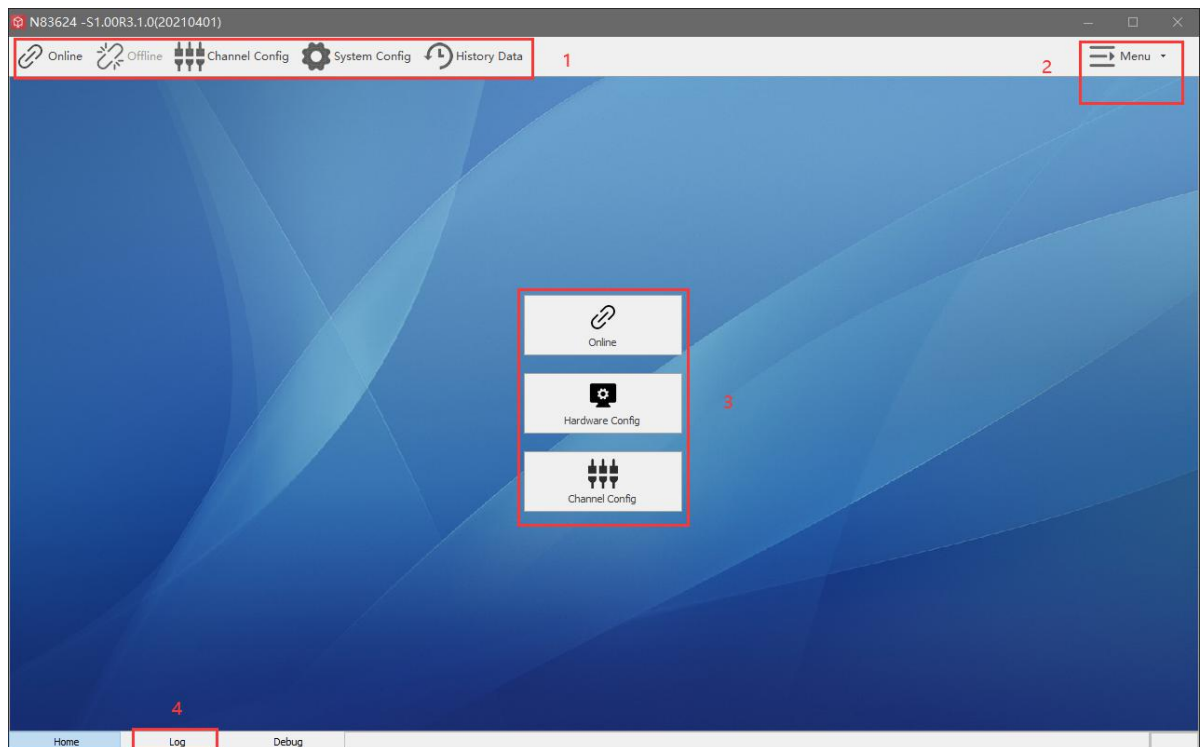 N83624 -S1.00R3.1.0(20210401)
Online Offline Channel Config System Config History Data 1
2 Menu
Online
Hardware Config
3
Channel Config
4
Home Log Debug